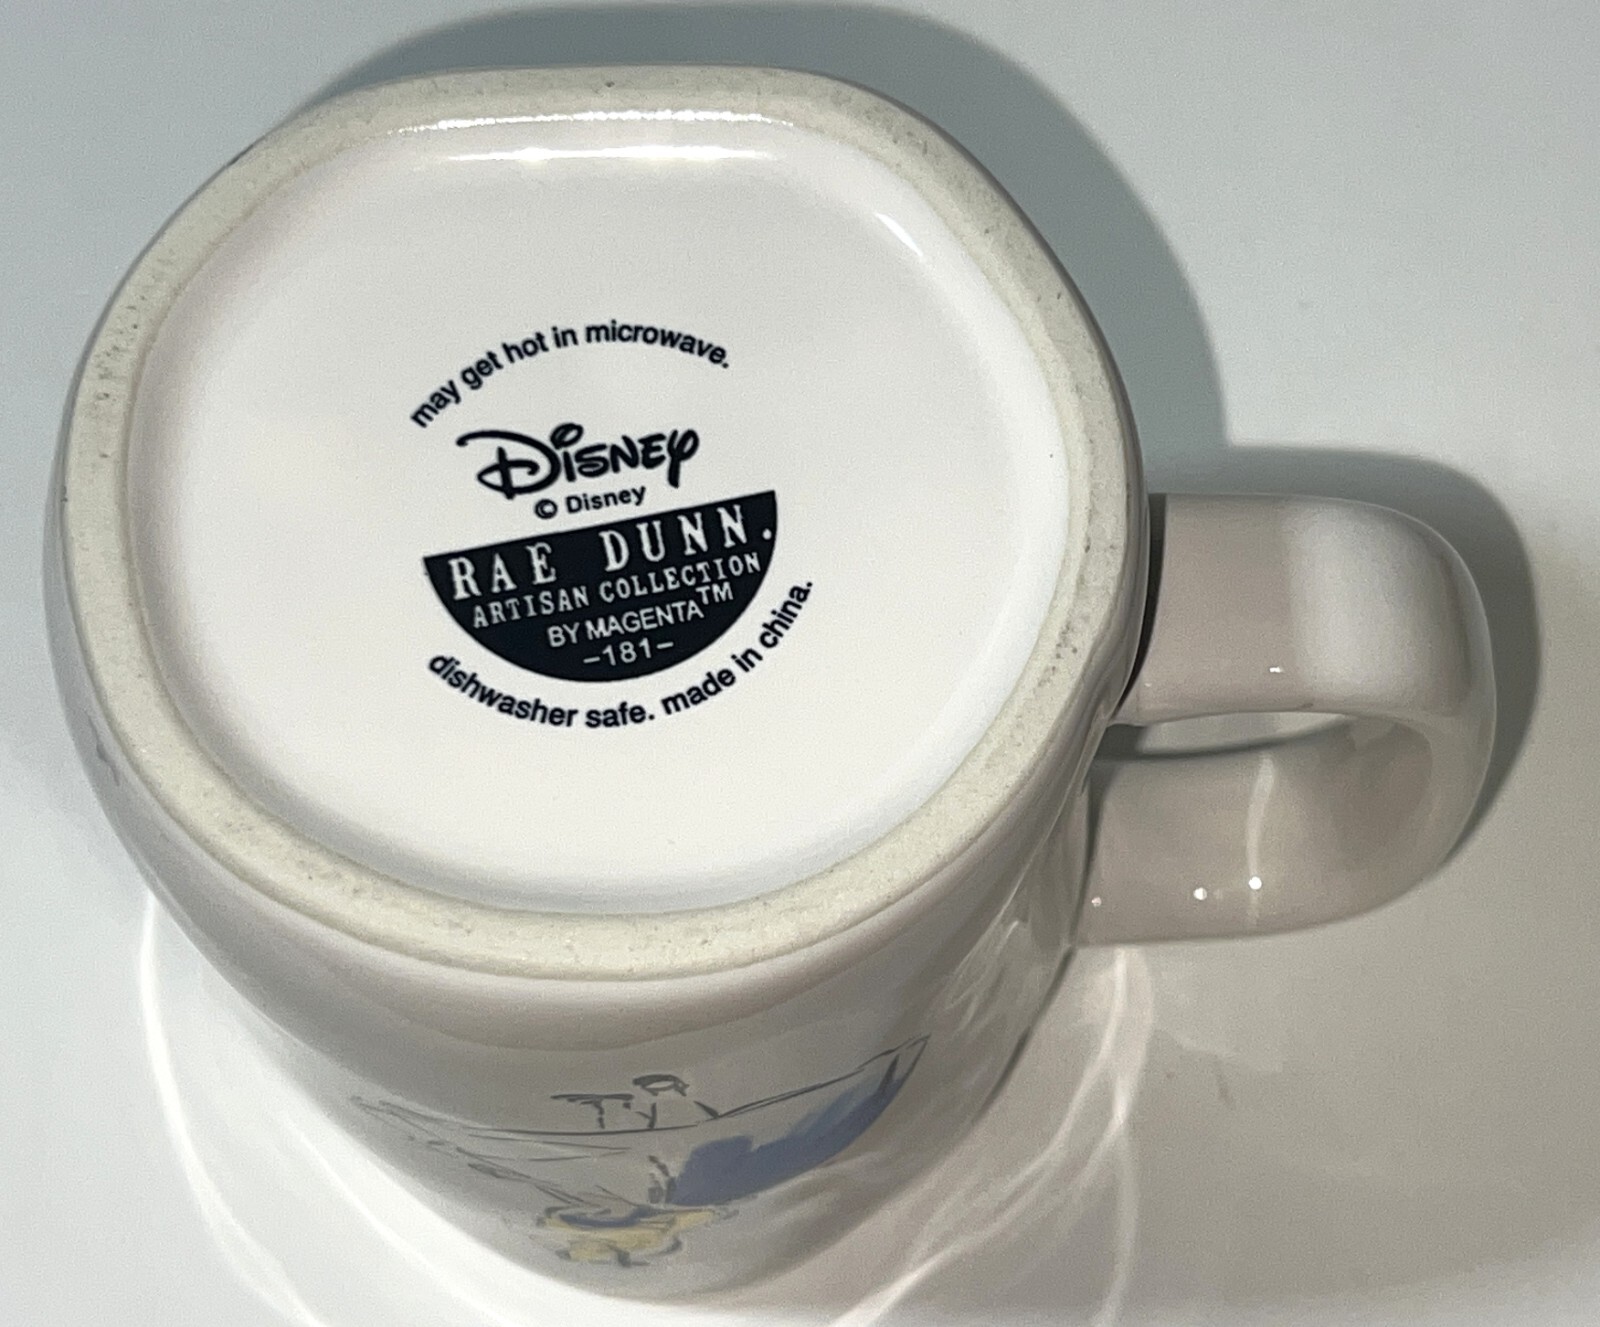 may get hot in microwave.
Disney
© Disney
RAE DUNN.
ARTISAN COLLECTION
BY MAGENTA™
–181–
dishwasher safe. made in china.